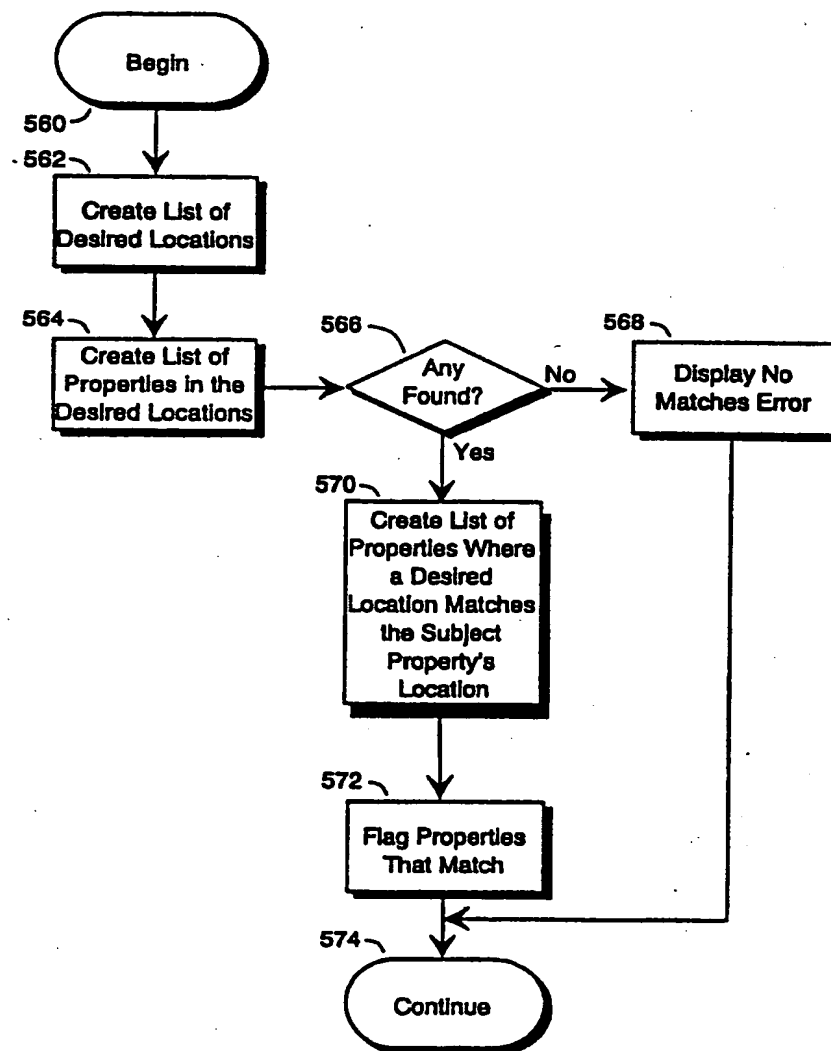 Begin
560
562
Create List of
Desired Locations
564
Create List of
Properties in the
Desired Locations
566
Any
Found?
No
568
Display No
Matches Error
Yes
570
Create List of
Properties Where
a Desired
Location Matches
the Subject
Property's
Location
572
Flag Properties
That Match
574
Continue